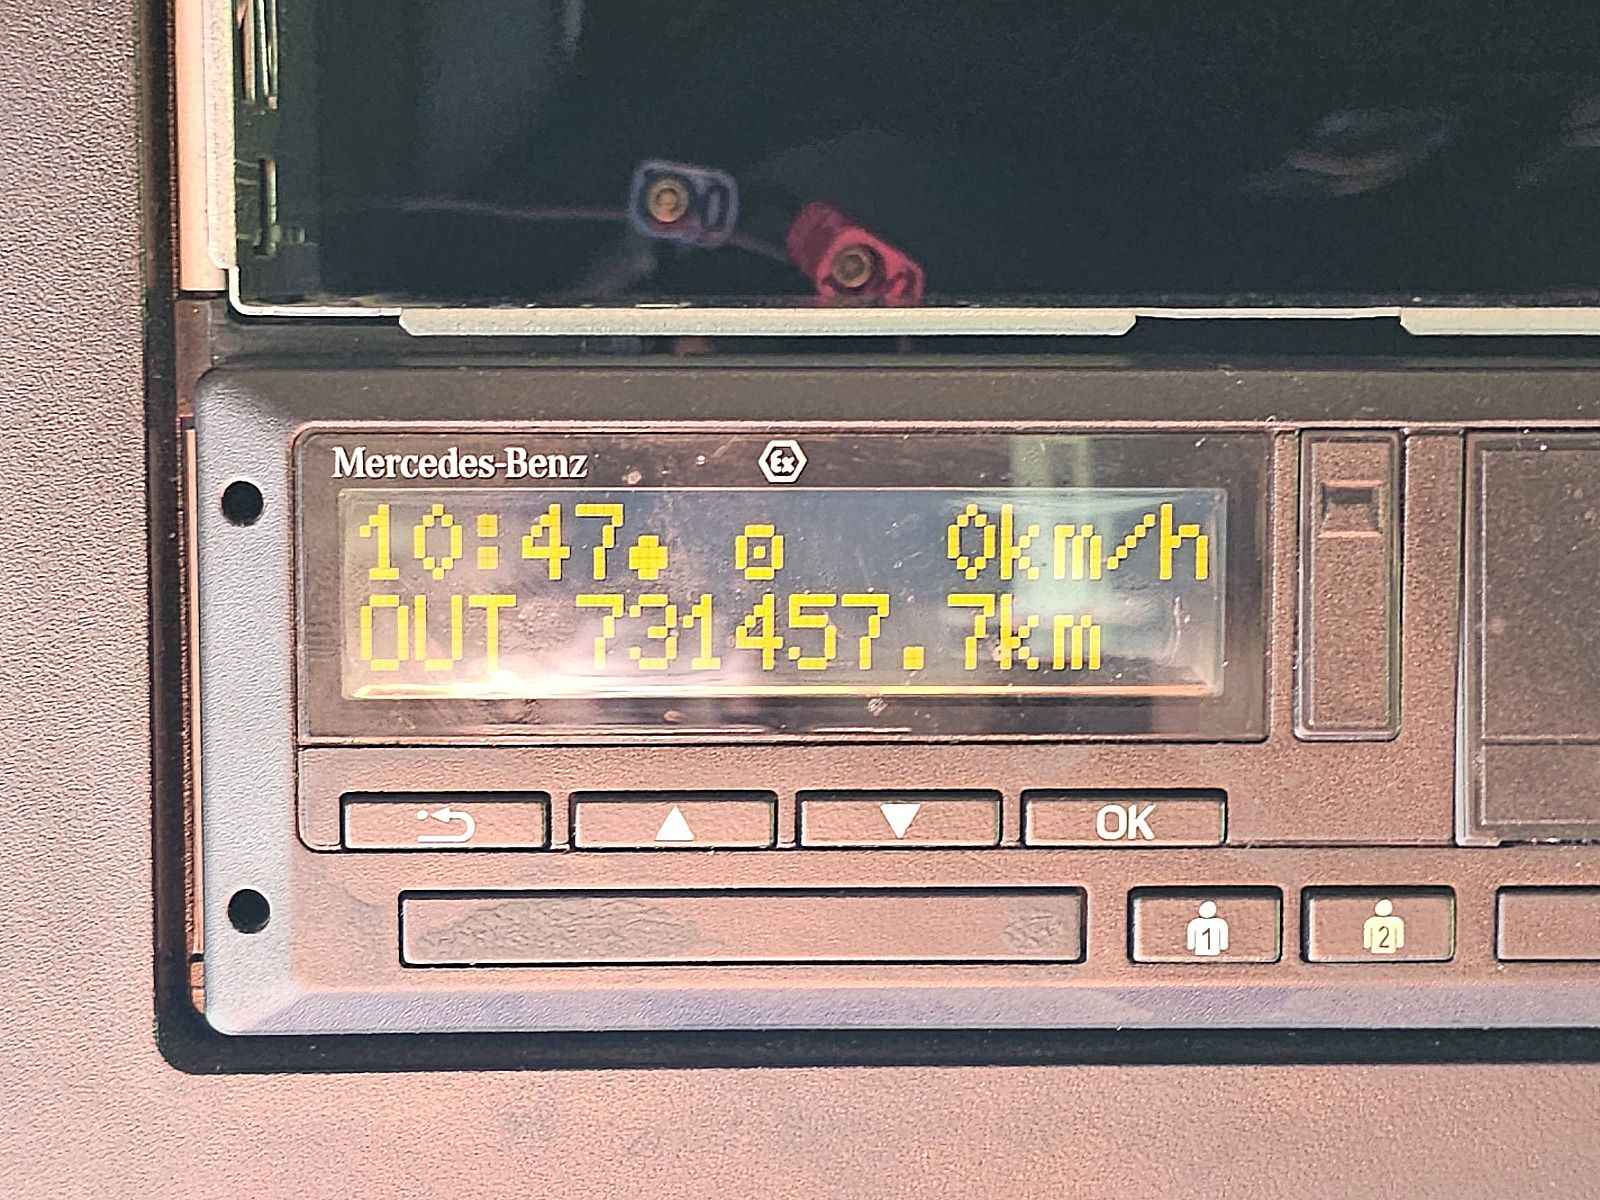 Mercedes-Benz Ex
10:47 0km/h
OUT 731457.7km
OK
1 2